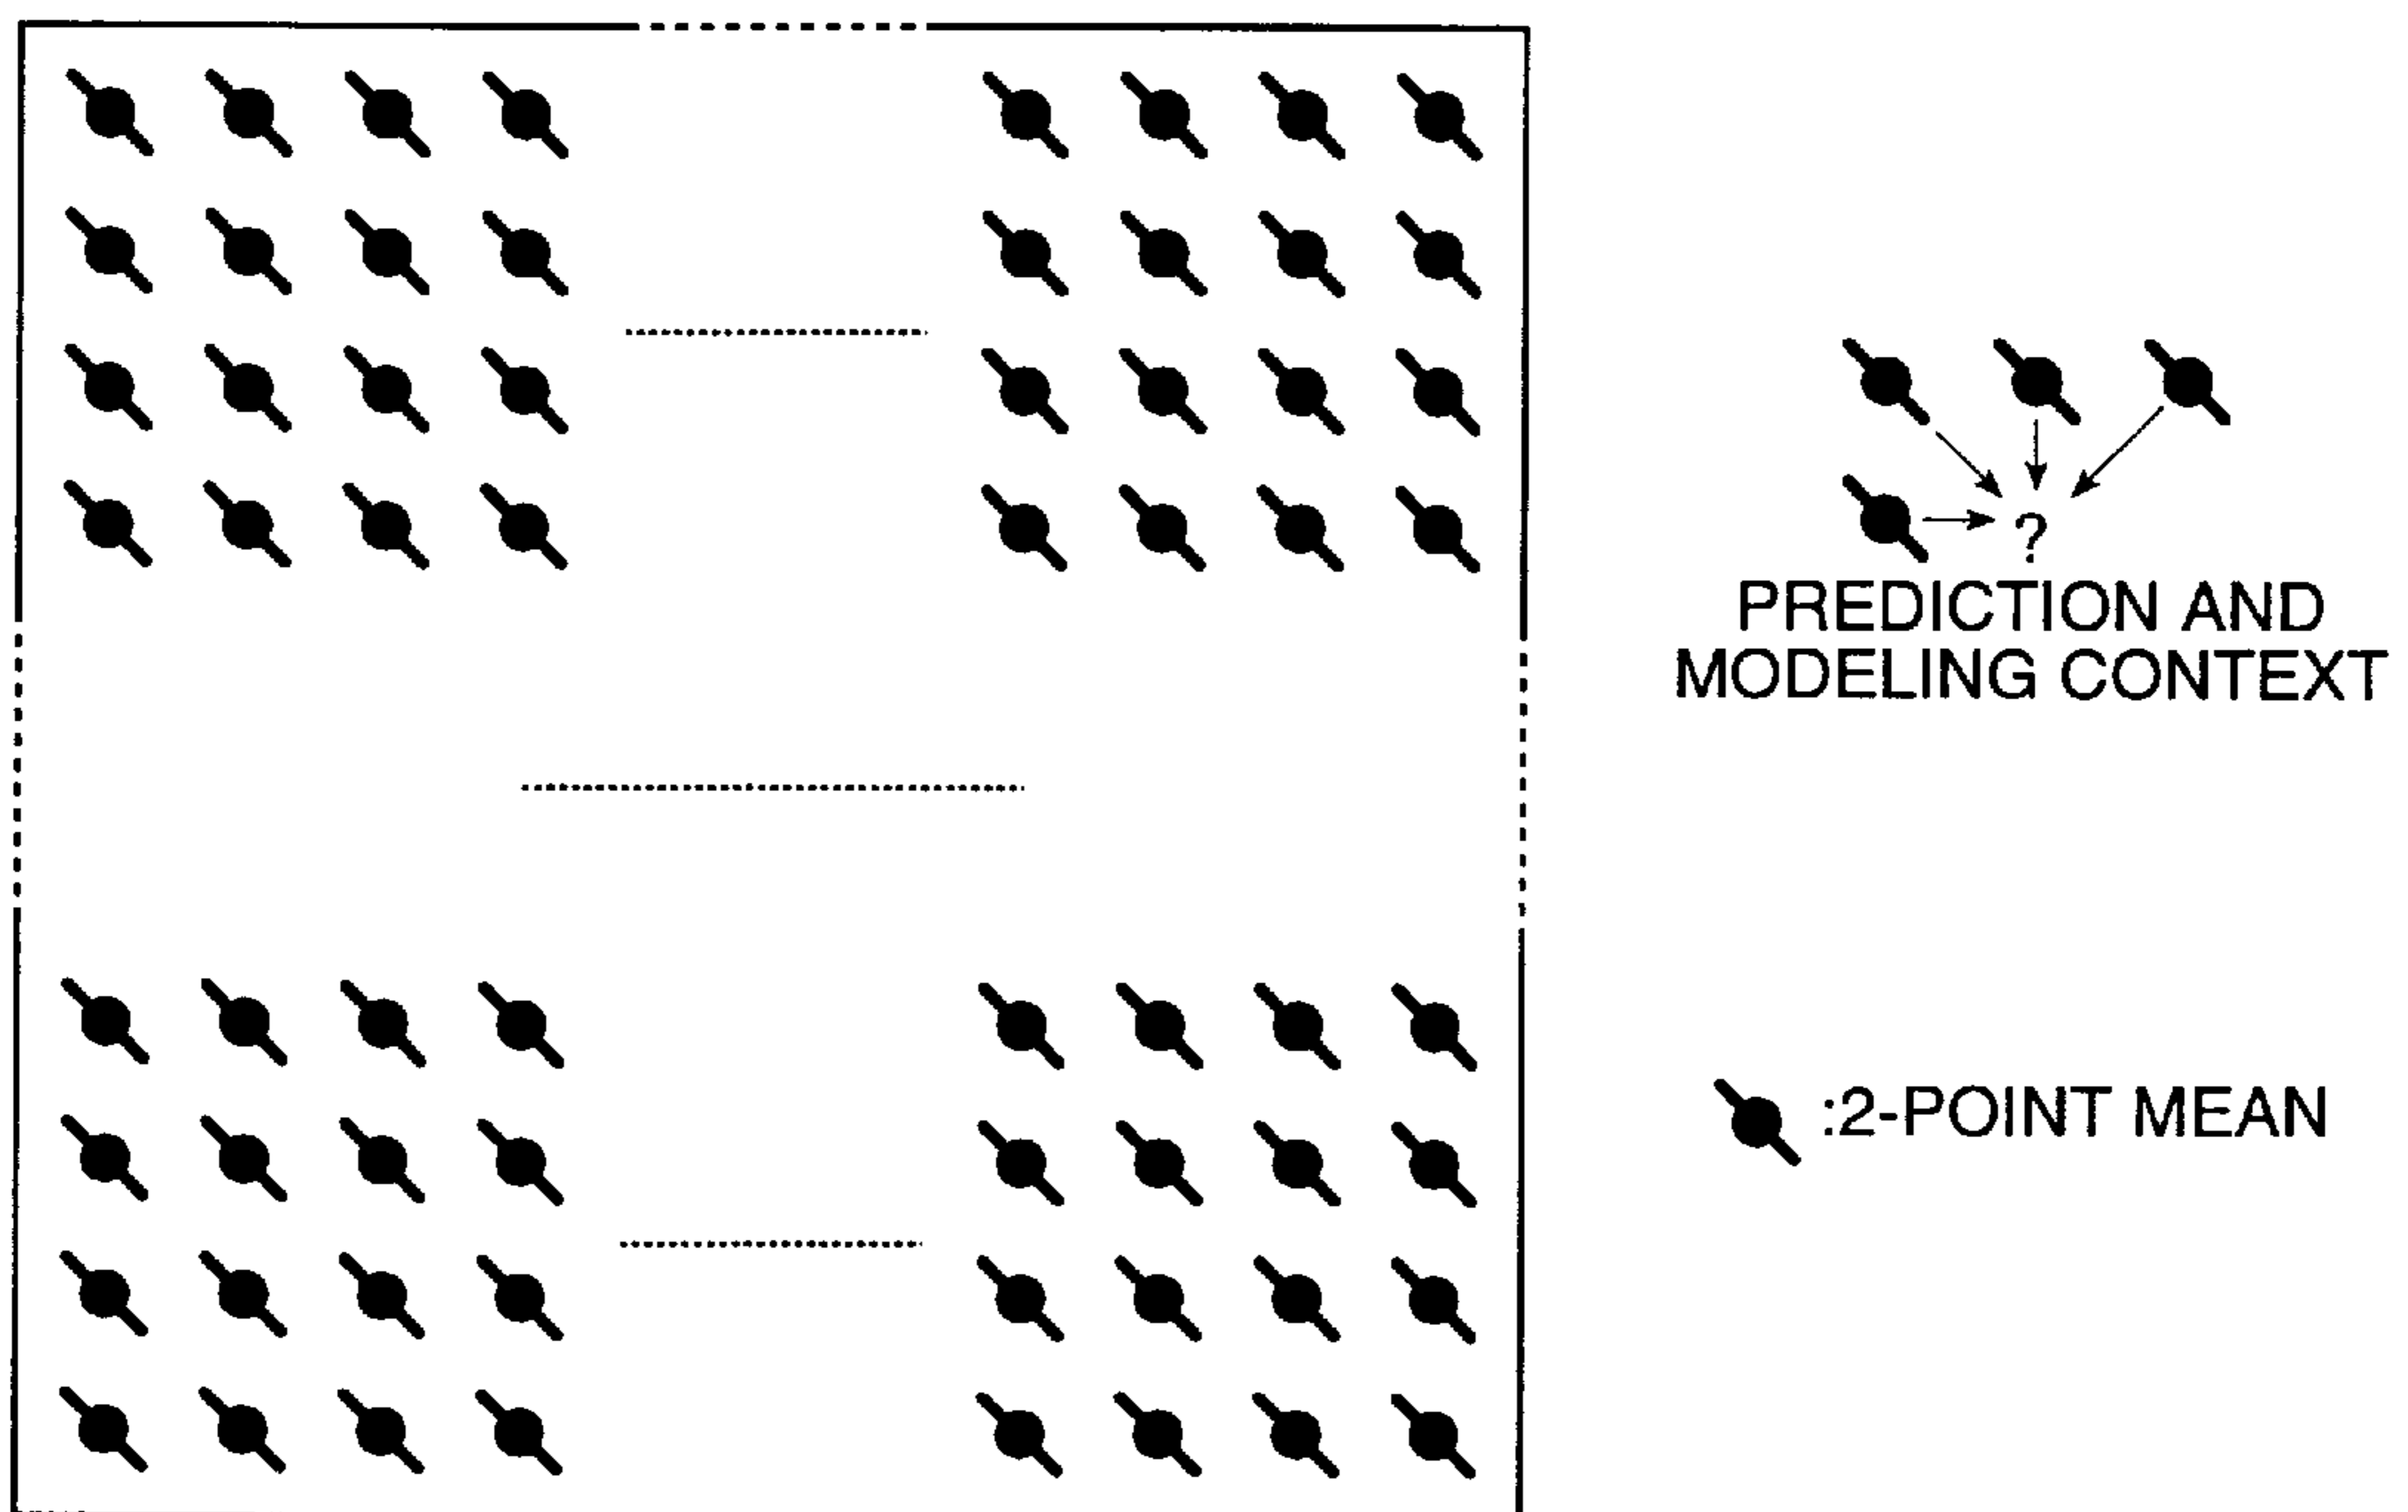 ?
PREDICTION AND
MODELING CONTEXT
:2-POINT MEAN